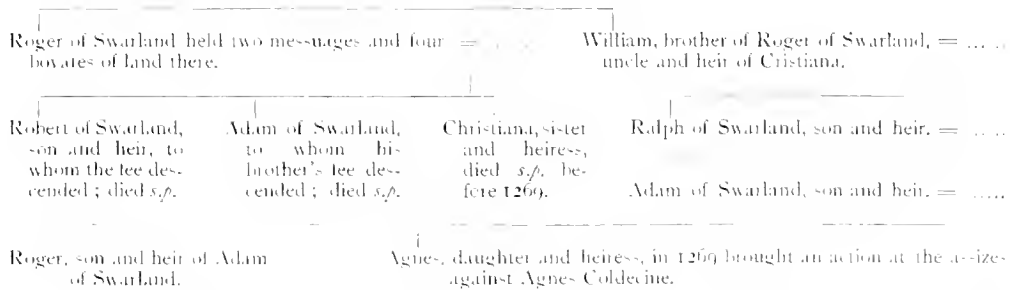 Roger of Swarland held two messuages and four = .. ...
bovates of land there.
William, brother of Roger of Swarland, = .....
uncle and heir of Cristiana.
Robert of Swarland,
son and heir, to
whom the fee des-
cended ; died s.p.
Adam of Swarland,
to whom his
brother's fee des-
cended ; died s.p.
Christiana, sister
and heiress,
died s.p. be-
fore 1269.
Ralph of Swarland, son and heir. = .....
Adam of Swarland, son and heir. = .....
Roger, son and heir of Adam
of Swarland.
Agnes, daughter and heiress, in 1269 brought an action at the assizes
against Agnes Coldecine.